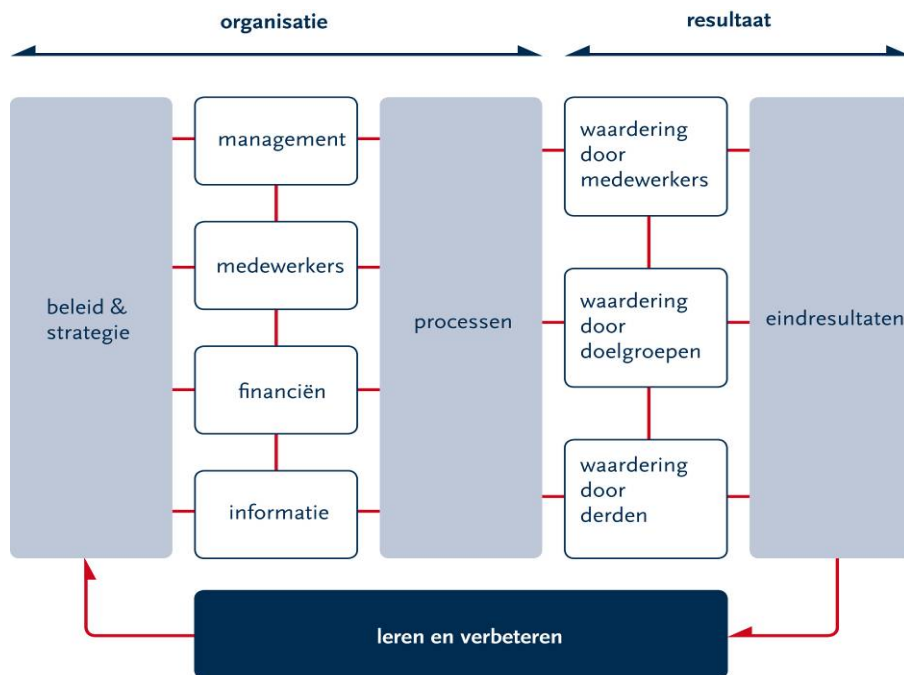 organisatie
resultaat
beleid &
strategie
management
medewerkers
financiën
informatie
processen
waardering
door
medewerkers
waardering
door
doelgroepen
waardering
door
derden
eindresultaten
leren en verbeteren